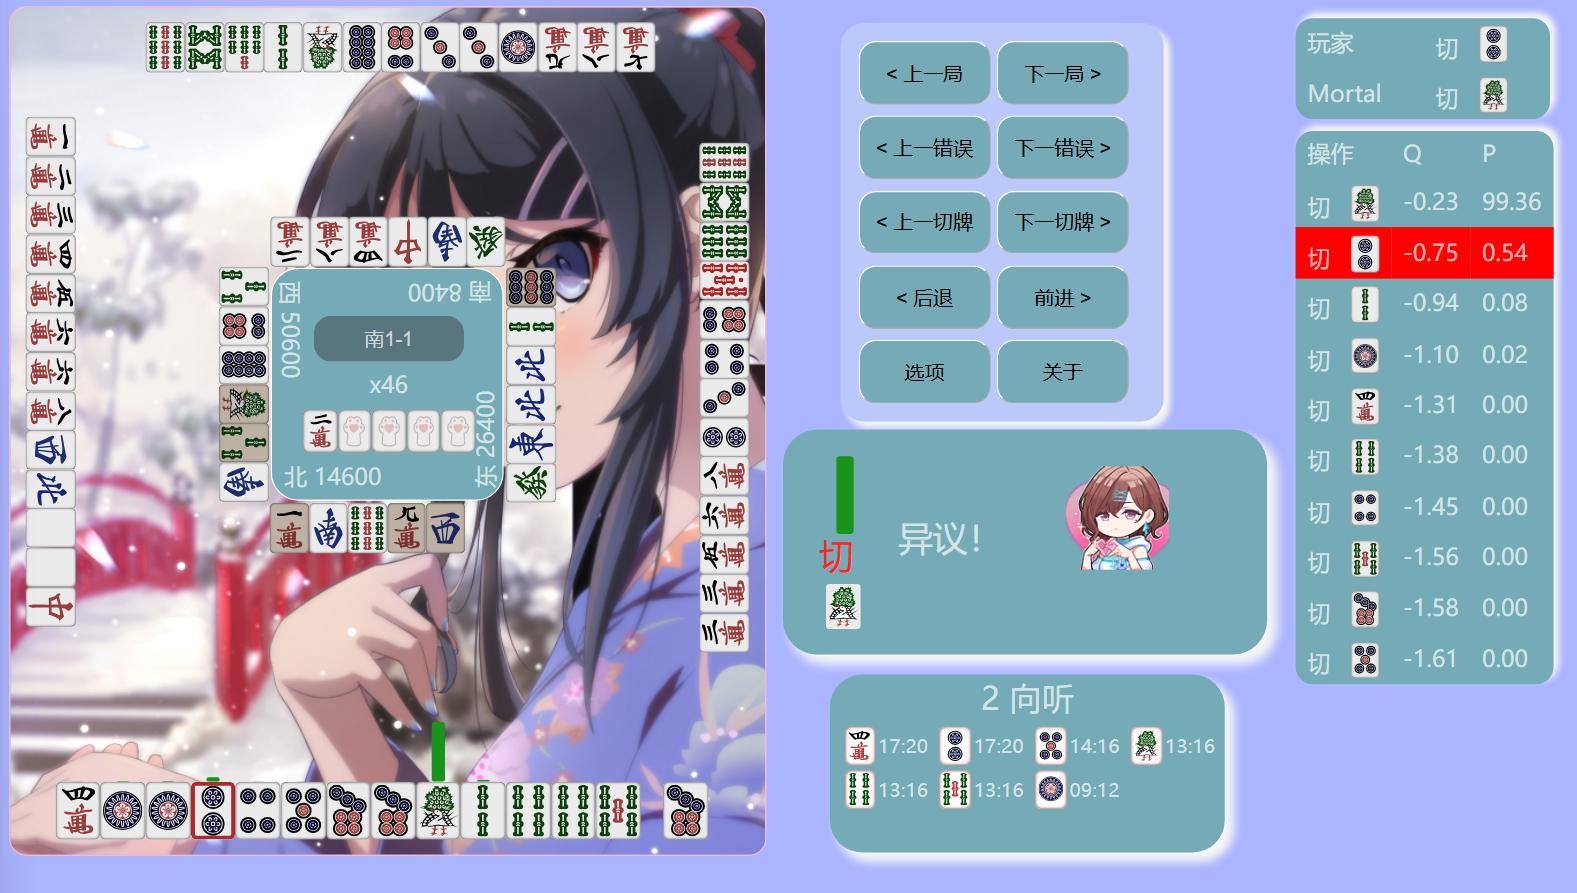 西 50600
南 8400
南1-1
x46
北 14600
东 26400
< 上一局
下一局 >
< 上一错误
下一错误 >
< 上一切牌
下一切牌 >
< 后退
前进 >
选项
关于
切
异议！
2 向听
17:20
17:20
14:16
13:16
13:16
13:16
09:12
玩家 切
Mortal 切
操作 Q P
切 -0.23 99.36
切 -0.75 0.54
切 -0.94 0.08
切 -1.10 0.02
切 -1.31 0.00
切 -1.38 0.00
切 -1.45 0.00
切 -1.56 0.00
切 -1.58 0.00
切 -1.61 0.00